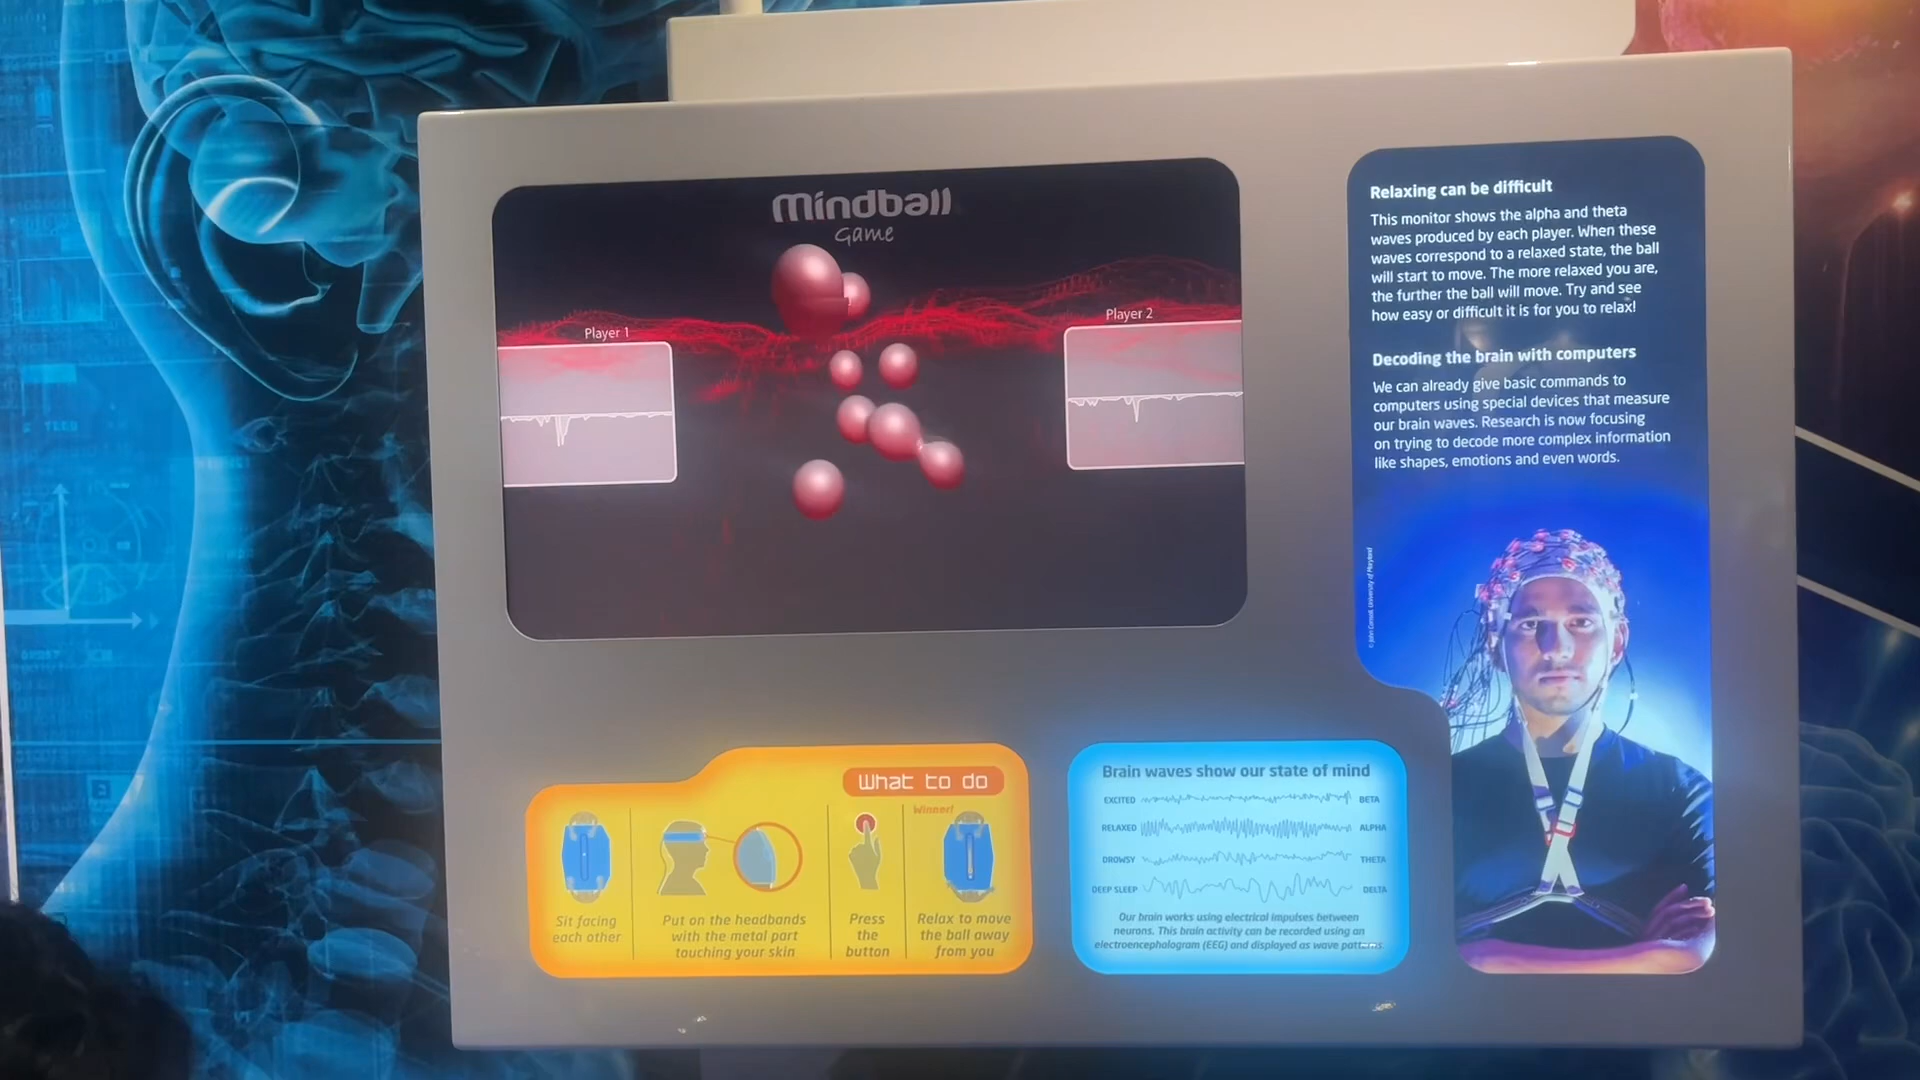 Mindball
Game
Player 1
Player 2
Relaxing can be difficult
This monitor shows the alpha and theta
waves produced by each player. When these
waves correspond to a relaxed state, the ball
will start to move. The more relaxed you are,
the further the ball will move. Try and see
how easy or difficult it is for you to relax!
Decoding the brain with computers
We can already give basic commands to
computers using special devices that measure
our brain waves. Research is now focusing
on trying to decode more complex information
like shapes, emotions and even words.
© John Consoli, University of Maryland
What to do
Winner!
Sit facing
each other
Put on the headbands
with the metal part
touching your skin
Press
the
button
Relax to move
the ball away
from you
Brain waves show our state of mind
EXCITED BETA
RELAXED ALPHA
DROWSY THETA
DEEP SLEEP DELTA
Our brain works using electrical impulses between
neurons. This brain activity can be recorded using an
electroencephalogram (EEG) and displayed as wave patterns.